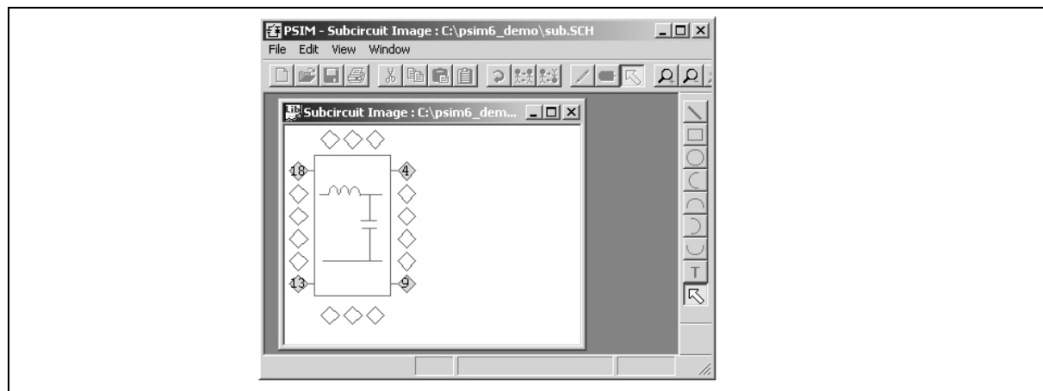 PSIM - Subcircuit Image : C:\psim6_demo\sub.SCH
File Edit View Window
Subcircuit Image : C:\psim6_dem...
18 4
13 9
T